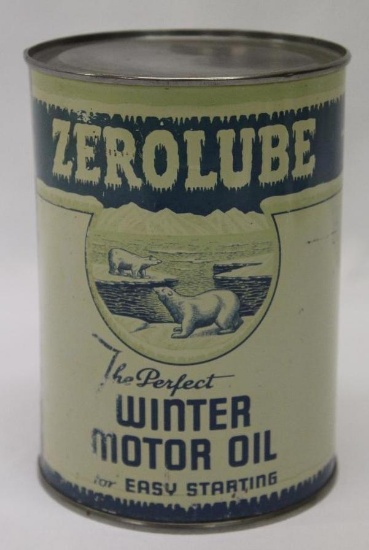 ZEROLUBE
The Perfect
WINTER
MOTOR OIL
for EASY STARTING